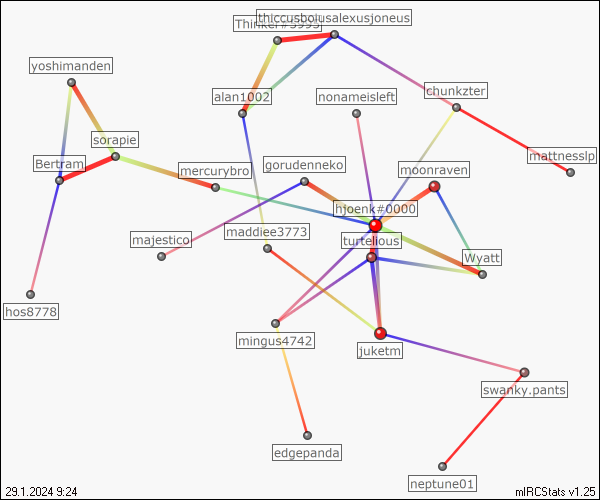 Thinker#5995
thiccusboiusalexusjoneus
yoshimanden
alan1002
nonameisleft
chunkzter
sorapie
Bertram
mercurybro
gorudenneko
moonraven
mattnesslp
hjoenk#0000
majestico
maddiee3773
turtelious
Wyatt
hos8778
mingus4742
juketm
swanky.pants
edgepanda
neptune01
29.1.2024 9:24
mIRCStats v1.25